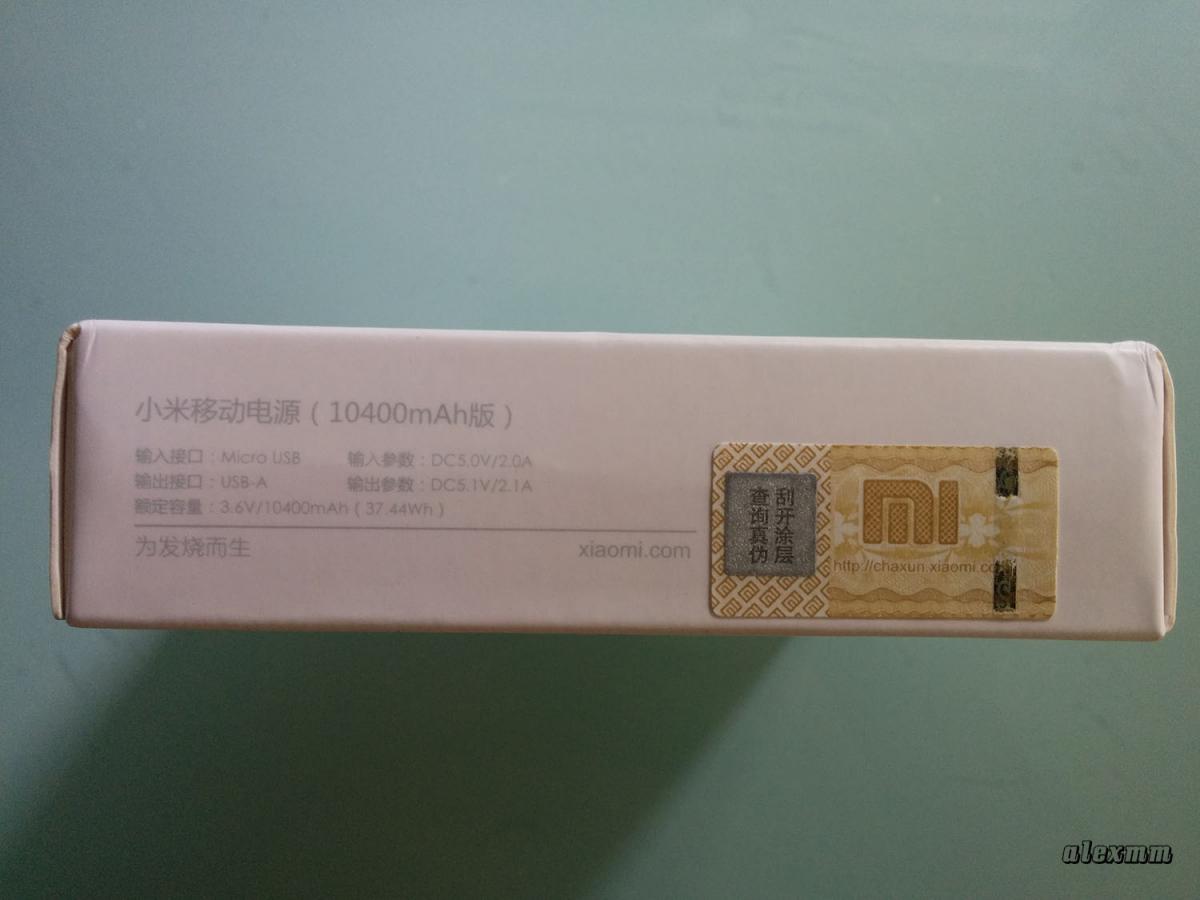 小米移动电源（10400mAh版）
输入接口：Micro USB 输入参数：DC5.0V/2.0A
输出接口：USB-A 输出参数：DC5.1V/2.1A
额定容量：3.6V/10400mAh（37.44Wh）
为发烧而生 xiaomi.com
刮开涂层
查询真伪
MI
http://chaxun.xiaomi.co
alexmm